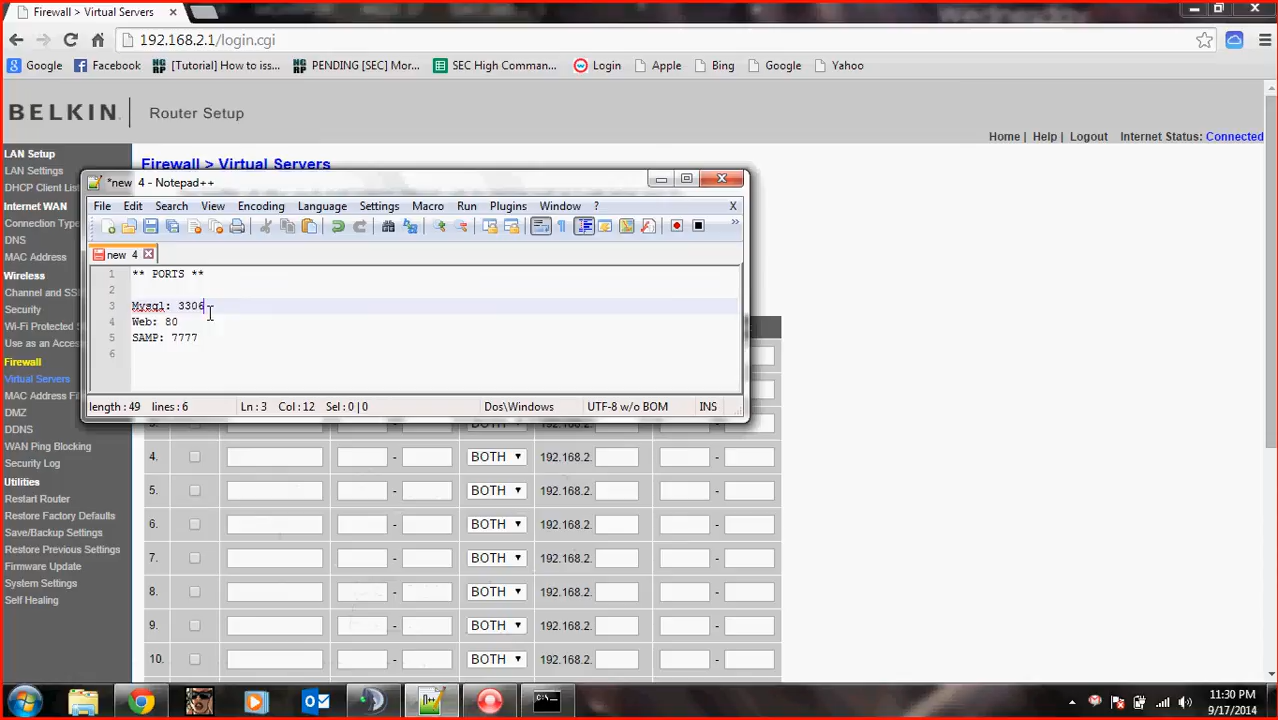 Firewall > Virtual Servers
192.168.2.1/login.cgi
Google
Facebook
[Tutorial] How to iss...
PENDING [SEC] Mor...
SEC High Comman...
Login
Apple
Bing
Google
Yahoo
BELKIN
Router Setup
Home | Help | Logout Internet Status: Connected
LAN Setup
LAN Settings
DHCP Client List
Internet WAN
Connection Type
DNS
MAC Address
Wireless
Channel and SS
Security
Wi-Fi Protected
Use as an Access
Firewall
Virtual Servers
MAC Address Fi
DMZ
DDNS
WAN Ping Blocking
Security Log
Utilities
Restart Router
Restore Factory Defaults
Save/Backup Settings
Restore Previous Settings
Firmware Update
System Settings
Self Healing
Firewall > Virtual Servers
*new 4 - Notepad++
File Edit Search View Encoding Language Settings Macro Run Plugins Window ? X
new 4
1 ** PORTS **
2
3 Mysql: 3306
4 Web: 80
5 SAMP: 7777
6
length : 49 lines : 6 Ln : 3 Col : 12 Sel : 0 | 0 Dos\Windows UTF-8 w/o BOM INS
3. - BOTH 192.168.2. -
4. - BOTH 192.168.2. -
5. - BOTH 192.168.2. -
6. - BOTH 192.168.2. -
7. - BOTH 192.168.2. -
8. - BOTH 192.168.2. -
9. - BOTH 192.168.2. -
10. - BOTH 192.168.2. -
11:30 PM
9/17/2014